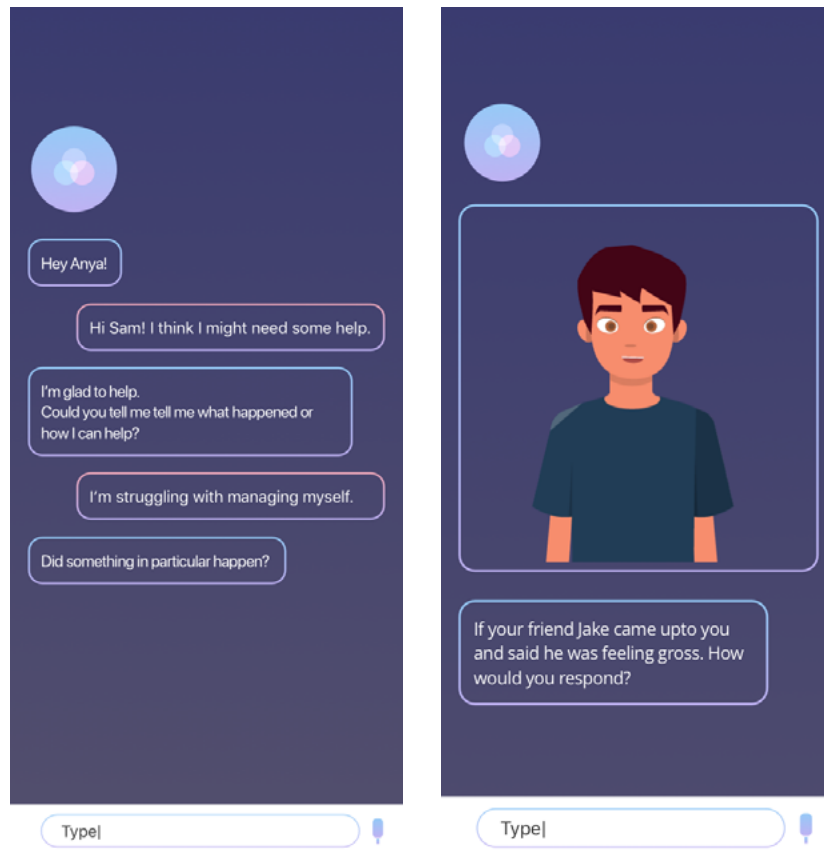 Hey Anya!
Hi Sam! I think I might need some help.
I'm glad to help.
Could you tell me tell me what happened or
how I can help?
I'm struggling with managing myself.
Did something in particular happen?
Type|
If your friend Jake came upto you
and said he was feeling gross. How
would you respond?
Type|